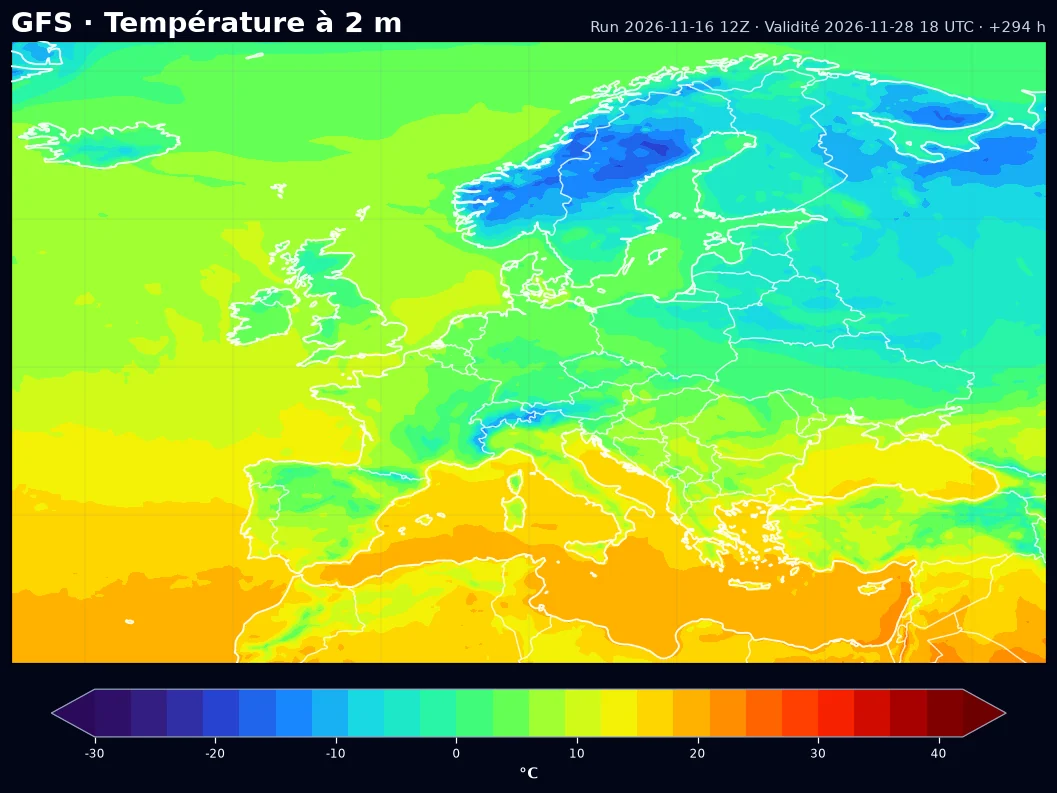 GFS · Température à 2 m
Run 2026-11-16 12Z · Validité 2026-11-28 18 UTC · +294 h
-30 -20 -10 0 10 20 30 40
°C